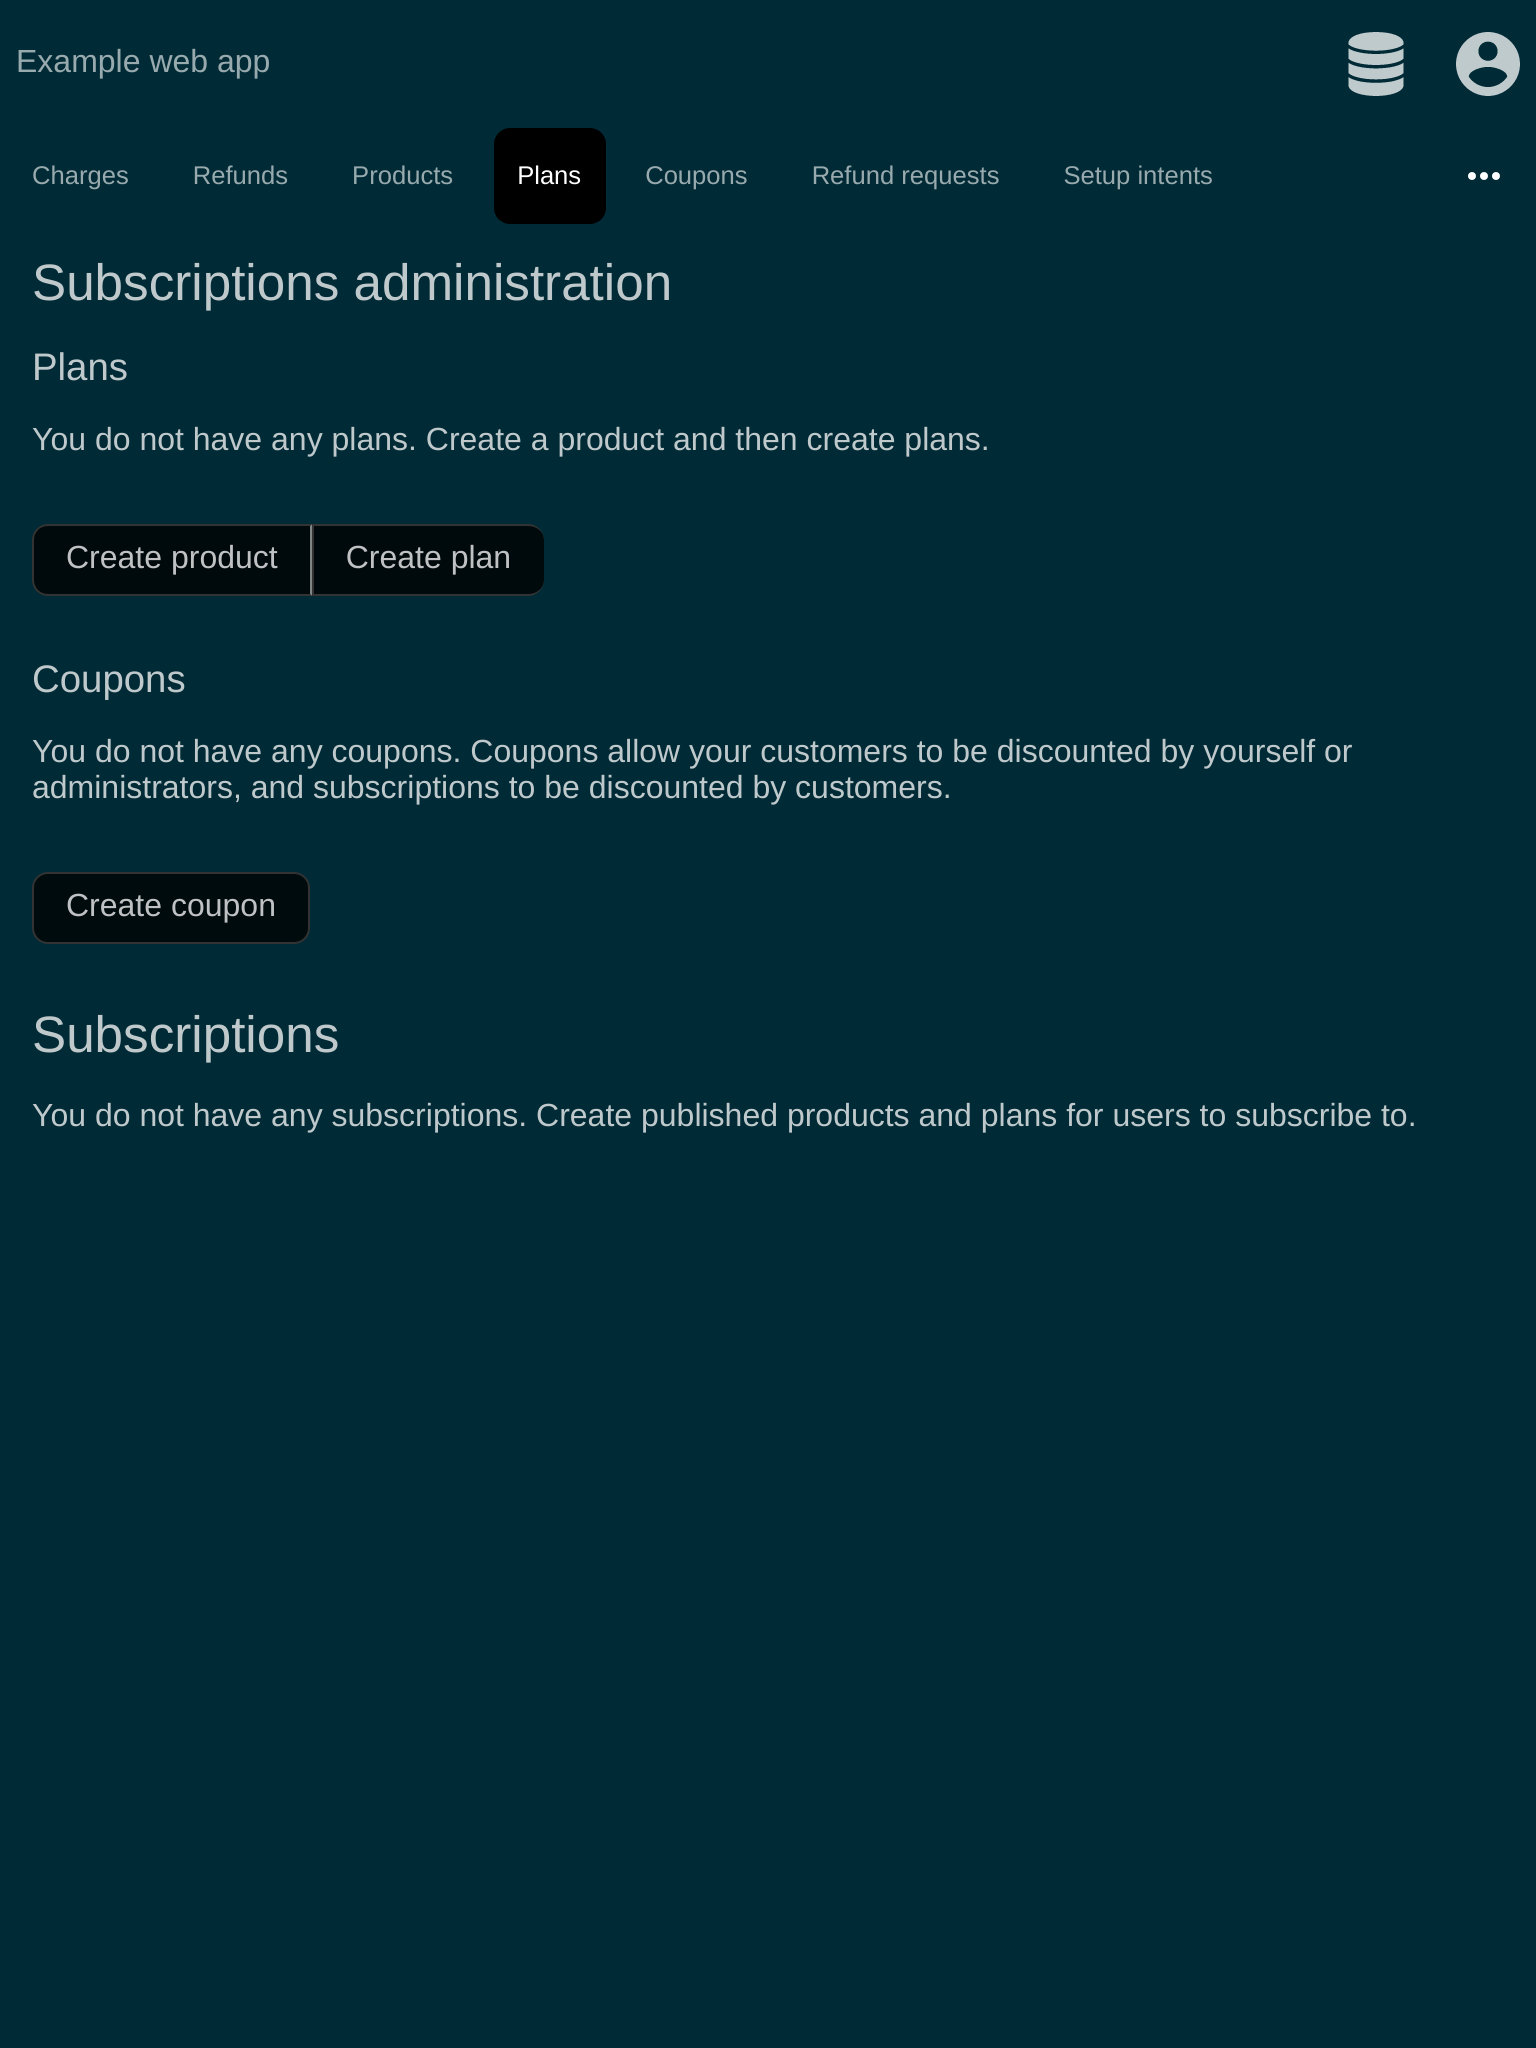 Example web app
Charges Refunds Products Plans Coupons Refund requests Setup intents
Subscriptions administration
Plans
You do not have any plans. Create a product and then create plans.
Create product Create plan
Coupons
You do not have any coupons. Coupons allow your customers to be discounted by yourself or
administrators, and subscriptions to be discounted by customers.
Create coupon
Subscriptions
You do not have any subscriptions. Create published products and plans for users to subscribe to.